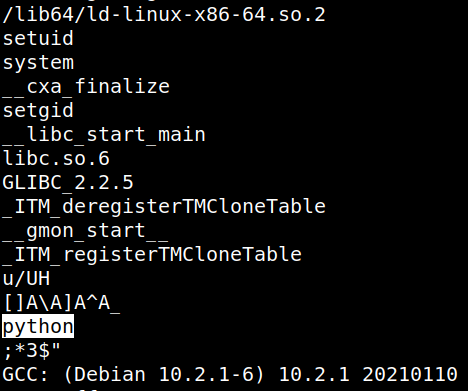 /lib64/ld-linux-x86-64.so.2
setuid
system
__cxa_finalize
setgid
__libc_start_main
libc.so.6
GLIBC_2.2.5
_ITM_deregisterTMCloneTable
__gmon_start__
_ITM_registerTMCloneTable
u/UH
[]A\A]A^A_
python
;*3$"
GCC: (Debian 10.2.1-6) 10.2.1 20210110